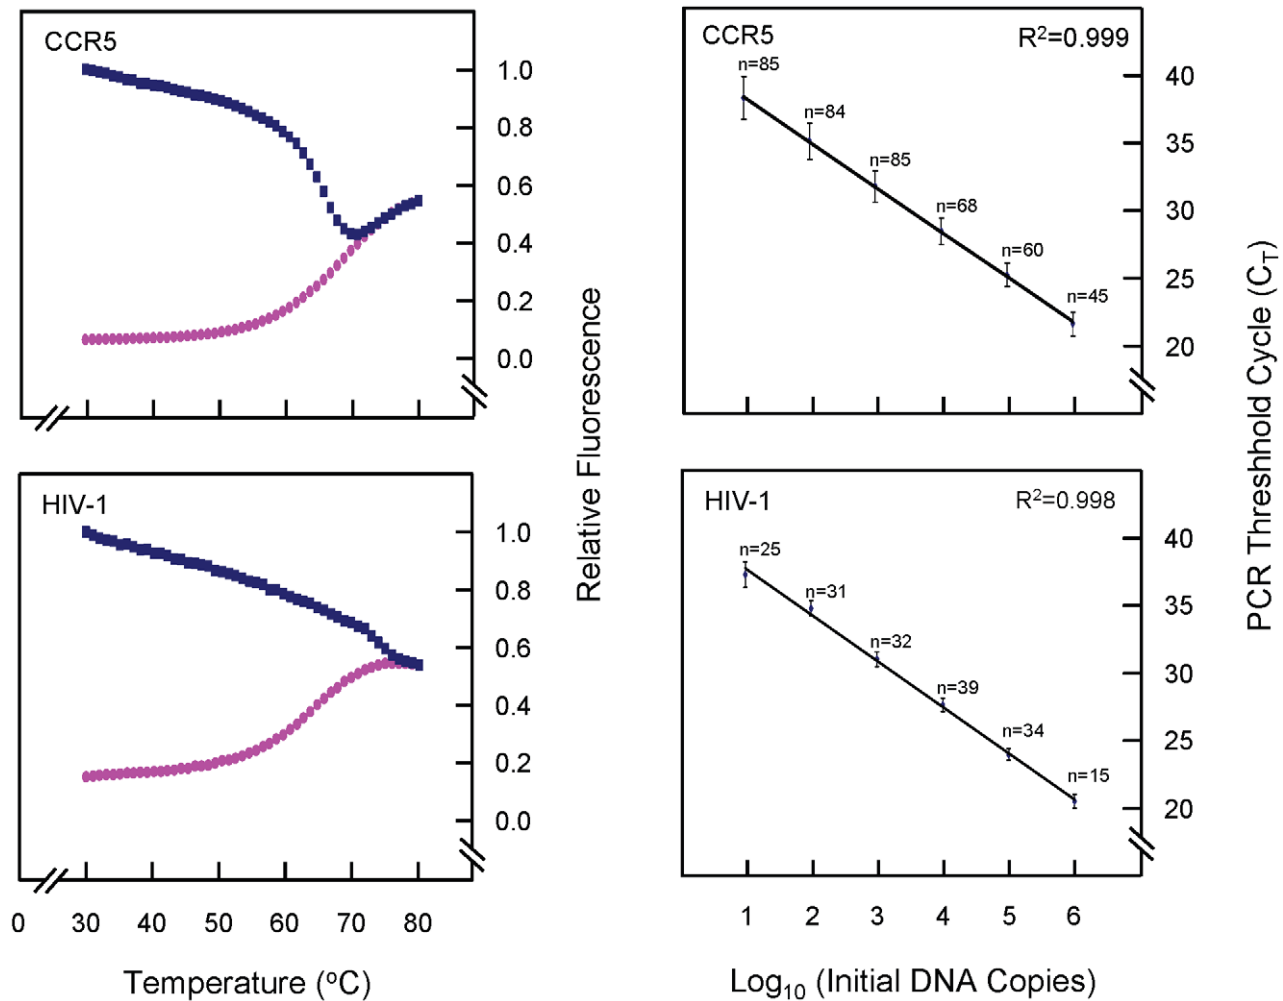 CCR5
1.0
0.8
0.6
0.4
0.2
0.0
HIV-1
1.0
0.8
0.6
0.4
0.2
0.0
0 30 40 50 60 70 80
Temperature (°C)
Relative Fluorescence
CCR5
R²=0.999
n=85
n=84
n=85
n=68
n=60
n=45
40
35
30
25
20
HIV-1
R²=0.998
n=25
n=31
n=32
n=39
n=34
n=15
40
35
30
25
20
1 2 3 4 5 6
Log₁₀ (Initial DNA Copies)
PCR Threshhold Cycle (C_T)